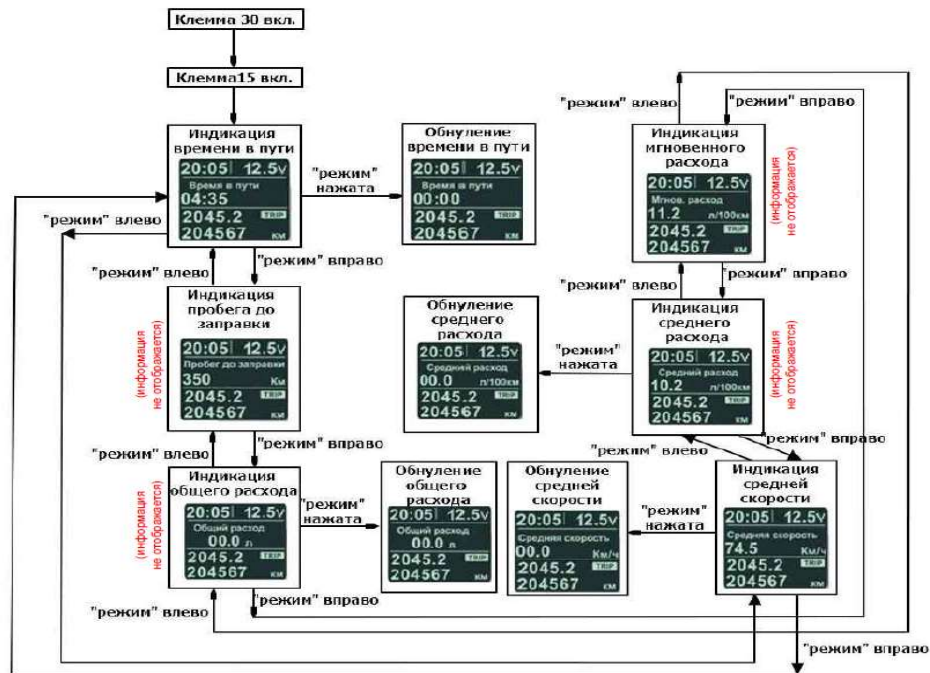 Клемма 30 вкл.
Клемма15 вкл.
Индикация
времени в пути
20:05 12.5v
Время в пути
04:35
2045.2 TRIP
204567 км
"режим"
нажата
Обнуление
времени в пути
20:05 12.5v
Время в пути
00:00
2045.2 TRIP
204567 км
"режим" влево
"режим" вправо
Индикация
мгновенного
расхода
20:05 12.5v
Мгнов. расход
11.2 л/100км
2045.2 TRIP
204567 км
(информация
не отображается)
"режим" влево
"режим" влево
"режим" вправо
Индикация
пробега до
заправки
20:05 12.5v
Пробег до заправки
350 Км
2045.2 TRIP
204567 км
(информация
не отображается)
Обнуление
среднего
расхода
20:05 12.5v
Средний расход
00.0 л/100км
2045.2 TRIP
204567 км
"режим"
нажата
"режим" влево
"режим" вправо
Индикация
среднего
расхода
20:05 12.5v
Средний расход
10.2 л/100км
2045.2 TRIP
204567 км
(информация
не отображается)
"режим" влево
"режим" вправо
Индикация
общего расхода
20:05 12.5v
Общий расход
00.0 л
2045.2 TRIP
204567 км
(информация
не отображается)
"режим"
нажата
Обнуление
общего
расхода
20:05 12.5v
Общий расход
00.0 л
2045.2 TRIP
204567 км
Обнуление
средней
скорости
20:05 12.5v
Средняя скорость
00.0 Км/ч
2045.2 TRIP
204567 км
"режим"
нажата
"режим" влево
"режим" вправо
Индикация
средней
скорости
20:05 12.5v
Средняя скорость
74.5 Км/ч
2045.2 TRIP
204567 км
"режим" влево
"режим" вправо
"режим" вправо